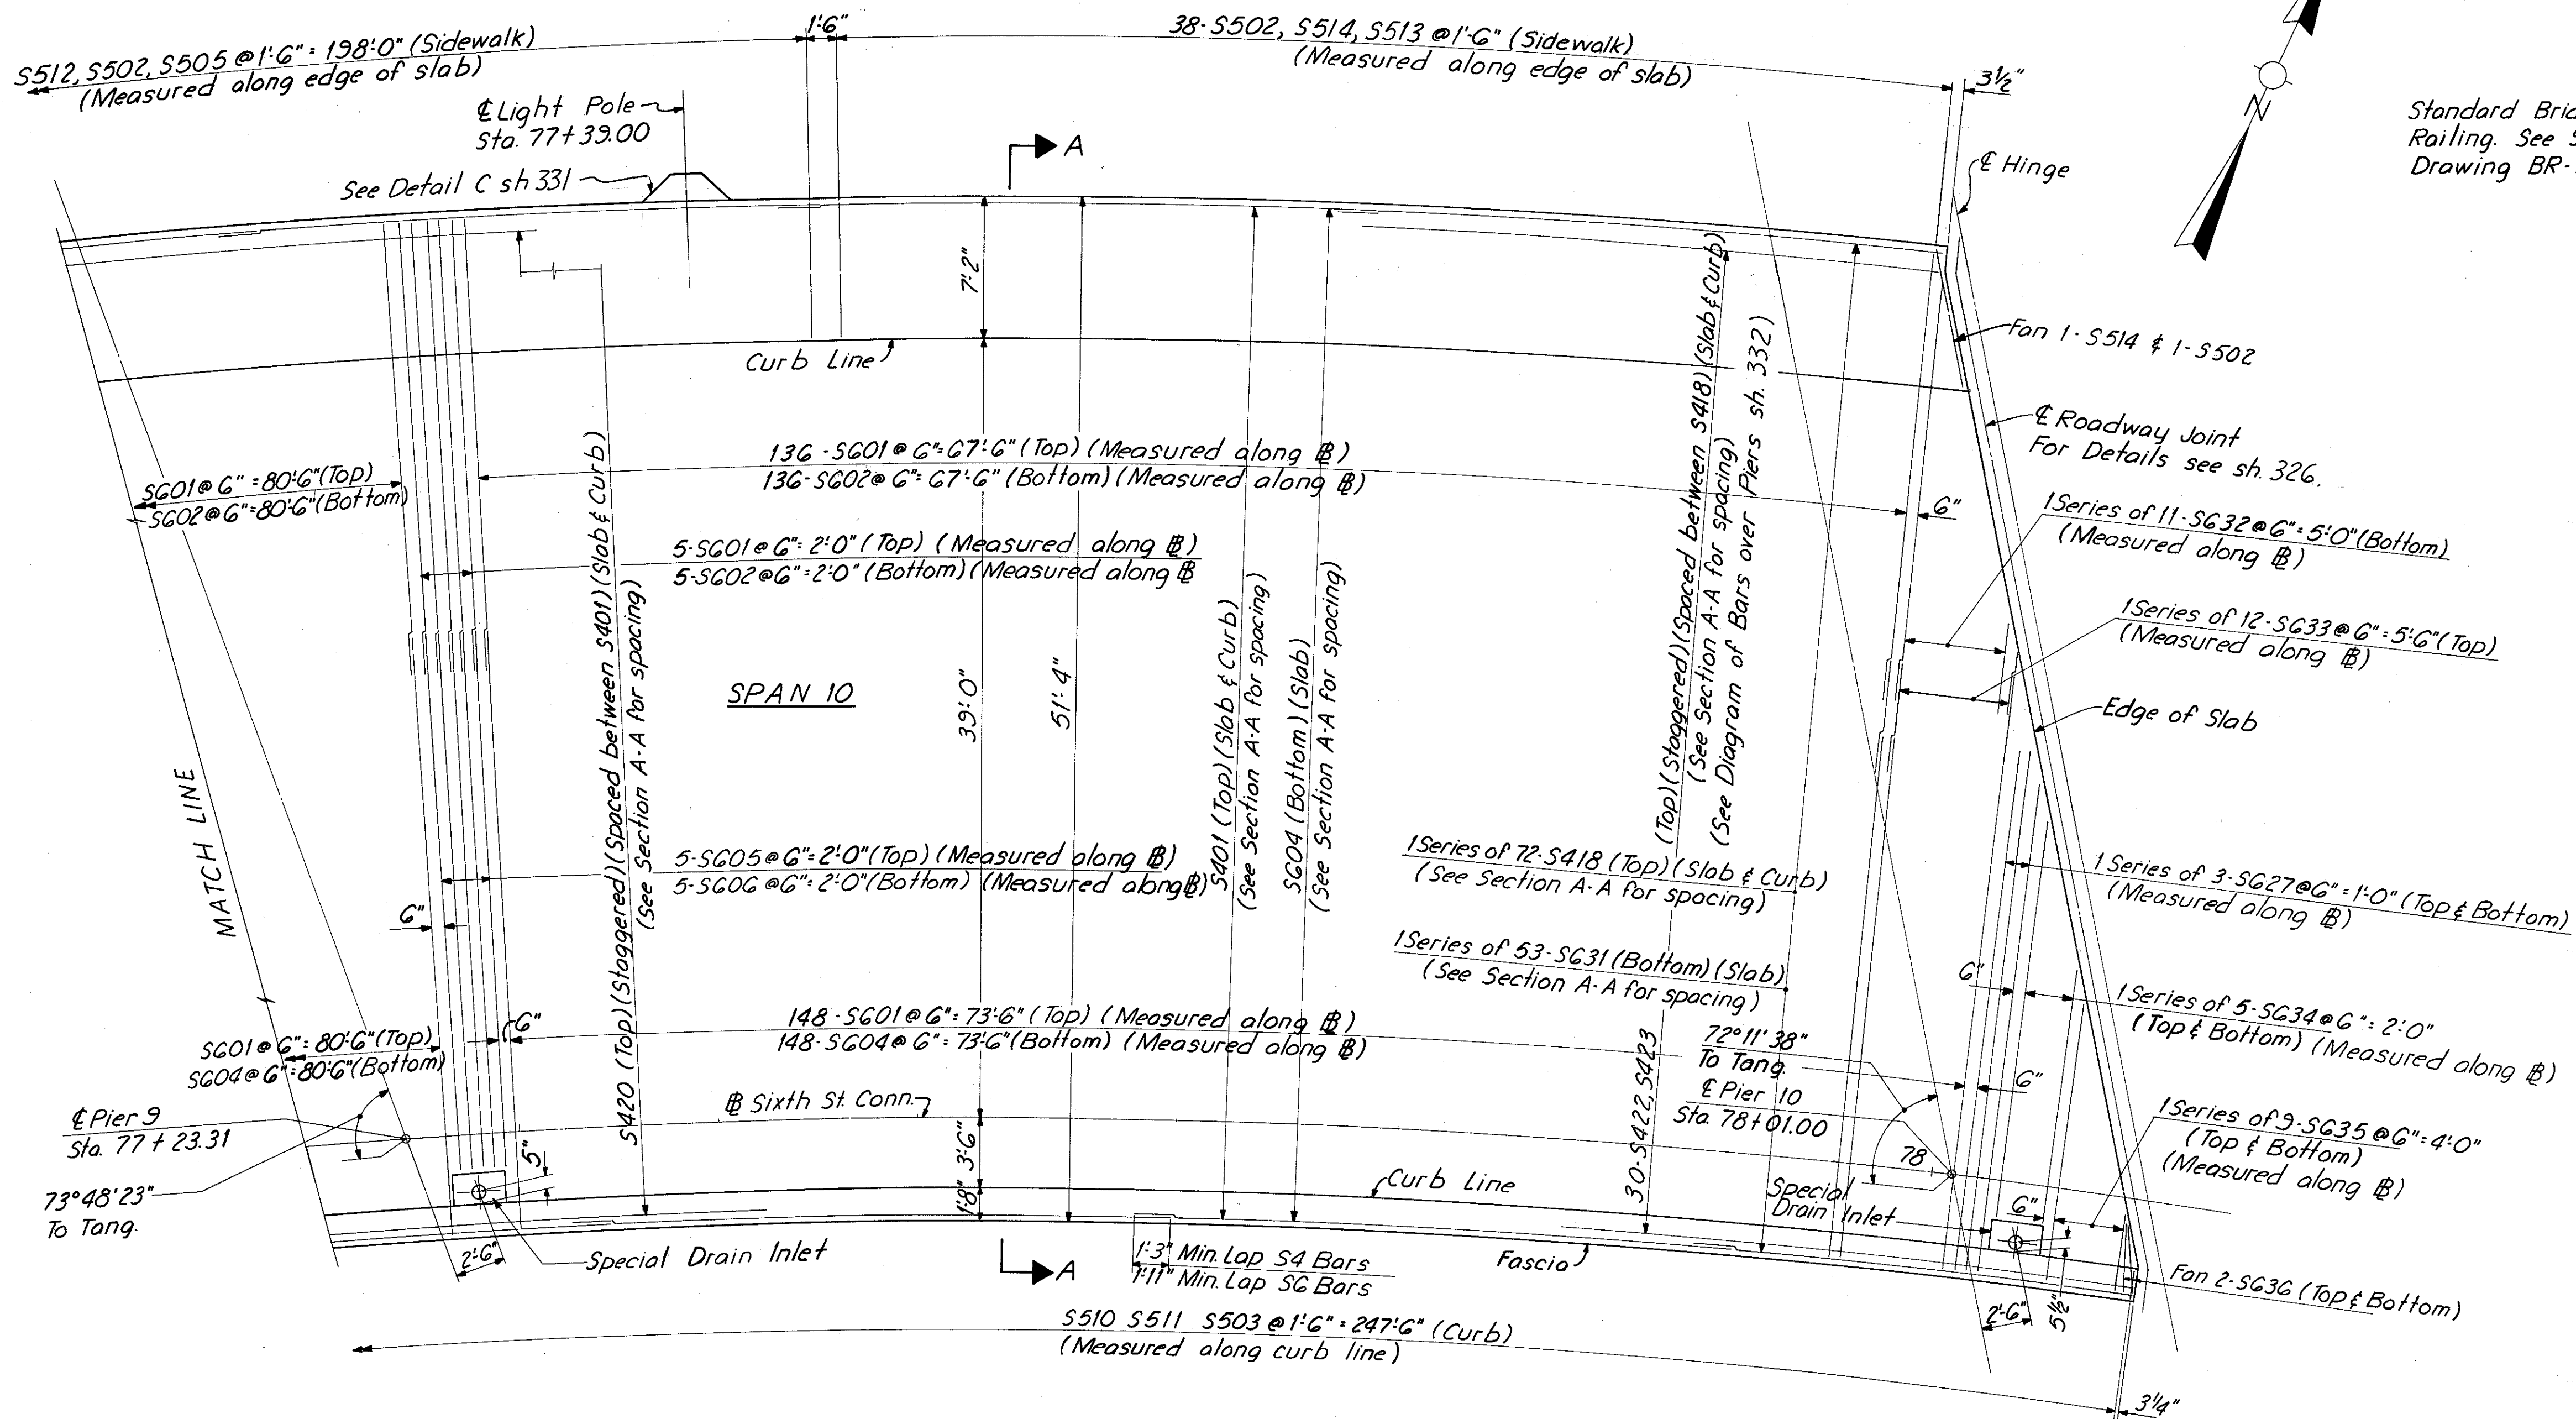 S512, S502, S505 @ 1'-6" = 198'-0" (Sidewalk)
(Measured along edge of slab)
1'-6"
38-S502, S514, S513 @ 1'-6" (Sidewalk)
(Measured along edge of slab)
3½"
N
Railing. See
Drawing BR-
℄ Light Pole
Sta. 77+39.00
See Detail C sh 331
A
℄ Hinge
7'-2"
Curb Line
Fan 1-S514 & 1-S502
℄ Roadway Joint
For Details see sh. 326.
136-S601 @ 6" = 67'-6" (Top) (Measured along ℔)
136-S602 @ 6" = 67'-6" (Bottom) (Measured along ℔)
S601 @ 6" = 80'-6" (Top)
S602 @ 6" = 80'-6" (Bottom)
6"
1 Series of 11-S632 @ 6" = 5'-0" (Bottom)
(Measured along ℔)
5-S601 @ 6" = 2'-0" (Top) (Measured along ℔)
5-S602 @ 6" = 2'-0" (Bottom) (Measured along ℔
1 Series of 12-S633 @ 6" = 5'-6" (Top)
(Measured along ℔)
SPAN 10
39'-0"
51'-4"
Edge of Slab
S420 (Top) (Staggered) (Spaced between S401) (Slab & Curb)
(See Section A-A for spacing)
S401 (Top) (Slab & Curb)
(See Section A-A for spacing)
S604 (Bottom) (Slab)
(See Section A-A for spacing)
30-S422, S423
(Top) (Staggered) (Spaced between S418) (Slab & Curb)
(See Section A-A for spacing)
(See Diagram of Bars over Piers sh. 332)
MATCH LINE
5-S605 @ 6" = 2'-0" (Top) (Measured along ℔)
5-S606 @ 6" = 2'-0" (Bottom) (Measured along ℔)
1 Series of 72-S418 (Top) (Slab & Curb)
(See Section A-A for spacing)
1 Series of 3-S627 @ 6" = 1'-0" (Top & Bottom)
(Measured along ℔)
6"
1 Series of 53-S631 (Bottom) (Slab)
(See Section A-A for spacing)
6"
1 Series of 5-S634 @ 6" = 2'-0"
(Top & Bottom) (Measured along ℔)
6"
148-S601 @ 6" = 73'-6" (Top) (Measured along ℔)
148-S604 @ 6" = 73'-6" (Bottom) (Measured along ℔)
S601 @ 6" = 80'-6" (Top)
S604 @ 6" = 80'-6" (Bottom)
72°11'38"
To Tang.
℄ Pier 10
Sta. 78+01.00
78
6"
℔ Sixth St. Conn.
℄ Pier 9
Sta. 77+23.31
73°48'23"
To Tang.
5"
3'-6"
1'-8"
1 Series of 9-S635 @ 6" = 4'-0"
(Top & Bottom)
(Measured along ℔)
Curb Line
Special
Drain Inlet
6"
2'-6"
Special Drain Inlet
A
1'-3" Min. Lap S4 Bars
1'-11" Min. Lap S6 Bars
Fascia
2'-6"
5½"
Fan 2-S636 (Top & Bottom)
S510 S511 S503 @ 1'-6" = 247'-6" (Curb)
(Measured along curb line)
3¼"